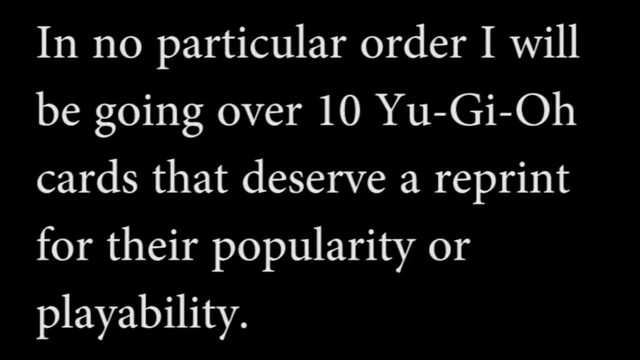 In no particular order I will
be going over 10 Yu-Gi-Oh
cards that deserve a reprint
for their popularity or
playability.